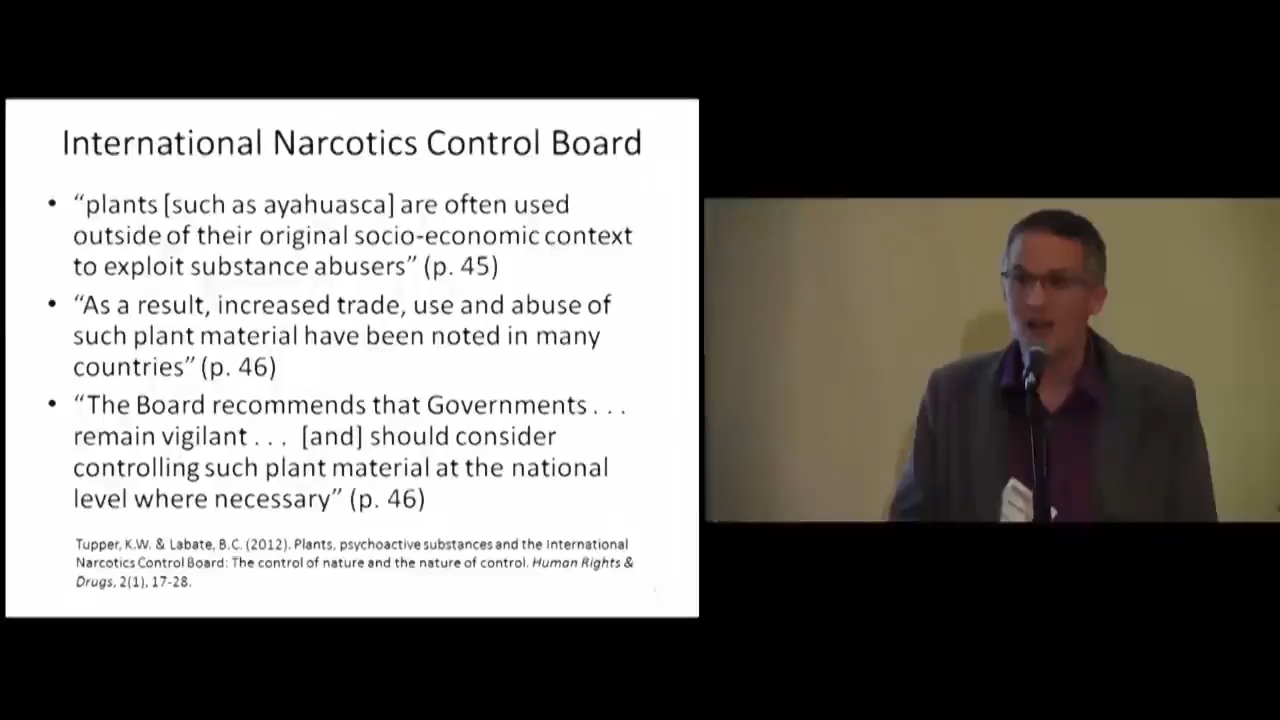 International Narcotics Control Board
• “plants [such as ayahuasca] are often used
outside of their original socio-economic context
to exploit substance abusers” (p. 45)
• “As a result, increased trade, use and abuse of
such plant material have been noted in many
countries” (p. 46)
• “The Board recommends that Governments . . .
remain vigilant . . . [and] should consider
controlling such plant material at the national
level where necessary” (p. 46)
Tupper, K.W. & Labate, B.C. (2012). Plants, psychoactive substances and the International
Narcotics Control Board: The control of nature and the nature of control. Human Rights &
Drugs, 2(1), 17-28.